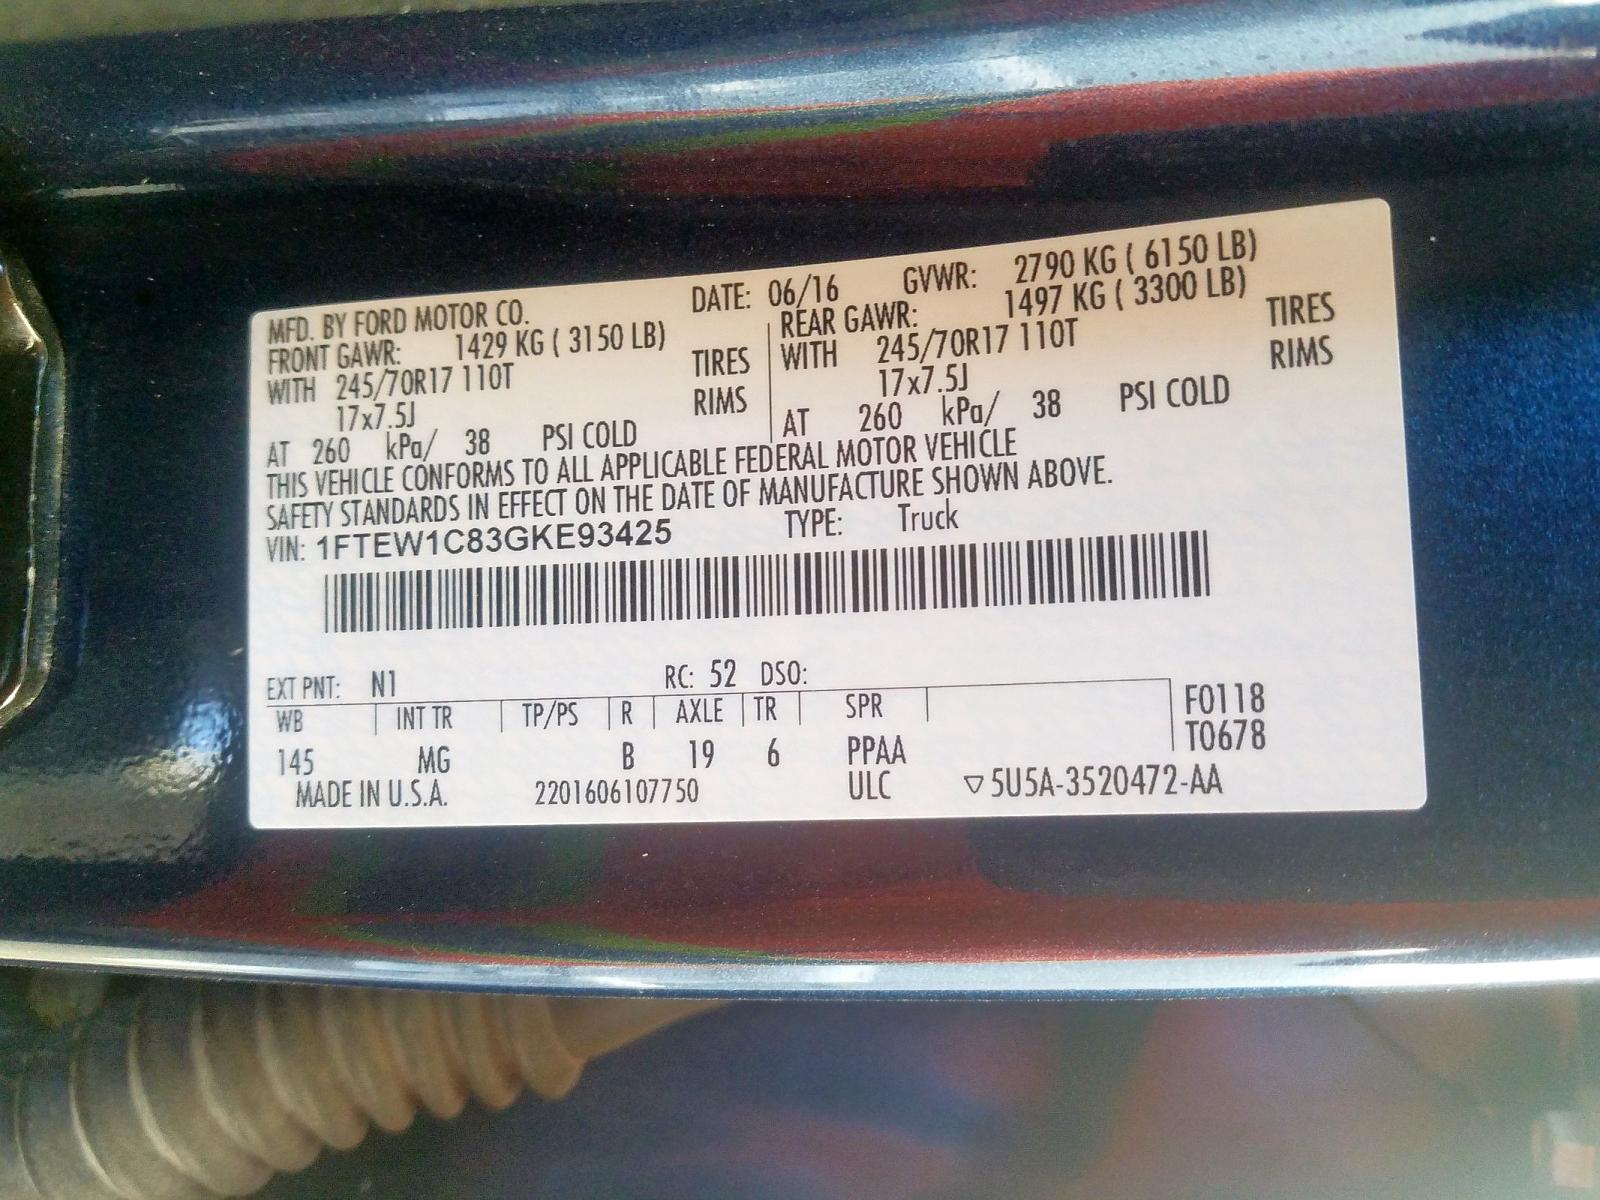 MFD. BY FORD MOTOR CO. DATE: 06/16 GVWR: 2790 KG ( 6150 LB)
FRONT GAWR: 1429 KG ( 3150 LB) REAR GAWR: 1497 KG ( 3300 LB)
WITH 245/70R17 110T TIRES WITH 245/70R17 110T TIRES
17x7.5J RIMS 17x7.5J RIMS
AT 260 kPa/ 38 PSI COLD AT 260 kPa/ 38 PSI COLD
THIS VEHICLE CONFORMS TO ALL APPLICABLE FEDERAL MOTOR VEHICLE
SAFETY STANDARDS IN EFFECT ON THE DATE OF MANUFACTURE SHOWN ABOVE.
VIN: 1FTEW1C83GKE93425 TYPE: Truck
EXT PNT: N1 RC: 52 DSO:
WB INT TR TP/PS R AXLE TR SPR F0118
145 MG B 19 6 PPAA T0678
MADE IN U.S.A. 2201606107750 ULC ▽5U5A-3520472-AA